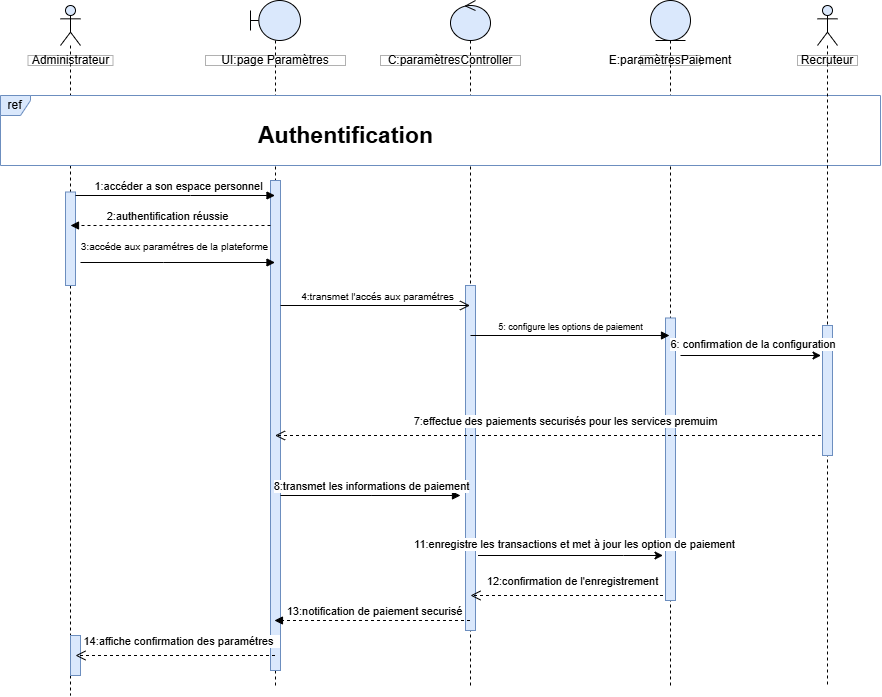 Administrateur
UI:page Paramètres
C:paramètresController
E:paramètresPaiement
Recruteur
ref
Authentification
1:accéder a son espace personnel
2:authentification réussie
3:accéde aux paramétres de la plateforme
4:transmet l'accés aux paramétres
5: configure les options de paiement
6: confirmation de la configuration
7:effectue des paiements securisés pour les services premuim
8:transmet les informations de paiement
11:enregistre les transactions et met à jour les option de paiement
12:confirmation de l'enregistrement
13:notification de paiement securisé
14:affiche confirmation des paramétres